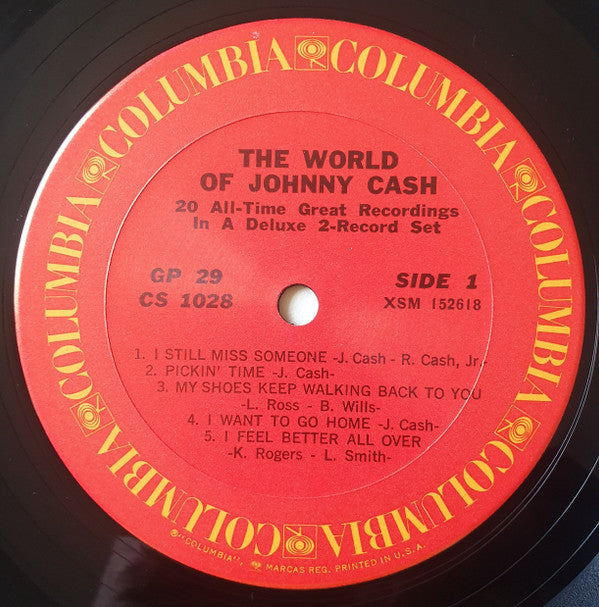 COLUMBIA COLUMBIA COLUMBIA COLUMBIA COLUMBIA COLUMBIA
THE WORLD
OF JOHNNY CASH
20 All-Time Great Recordings
In A Deluxe 2-Record Set
GP 29 SIDE 1
CS 1028 XSM 152618
1. I STILL MISS SOMEONE -J. Cash - R. Cash, Jr.-
2. PICKIN' TIME -J. Cash-
3. MY SHOES KEEP WALKING BACK TO YOU
-L. Ross - B. Wills-
4. I WANT TO GO HOME -J. Cash-
5. I FEEL BETTER ALL OVER
-K. Rogers - L. Smith-
®"COLUMBIA", MARCAS REG. PRINTED IN U.S.A.